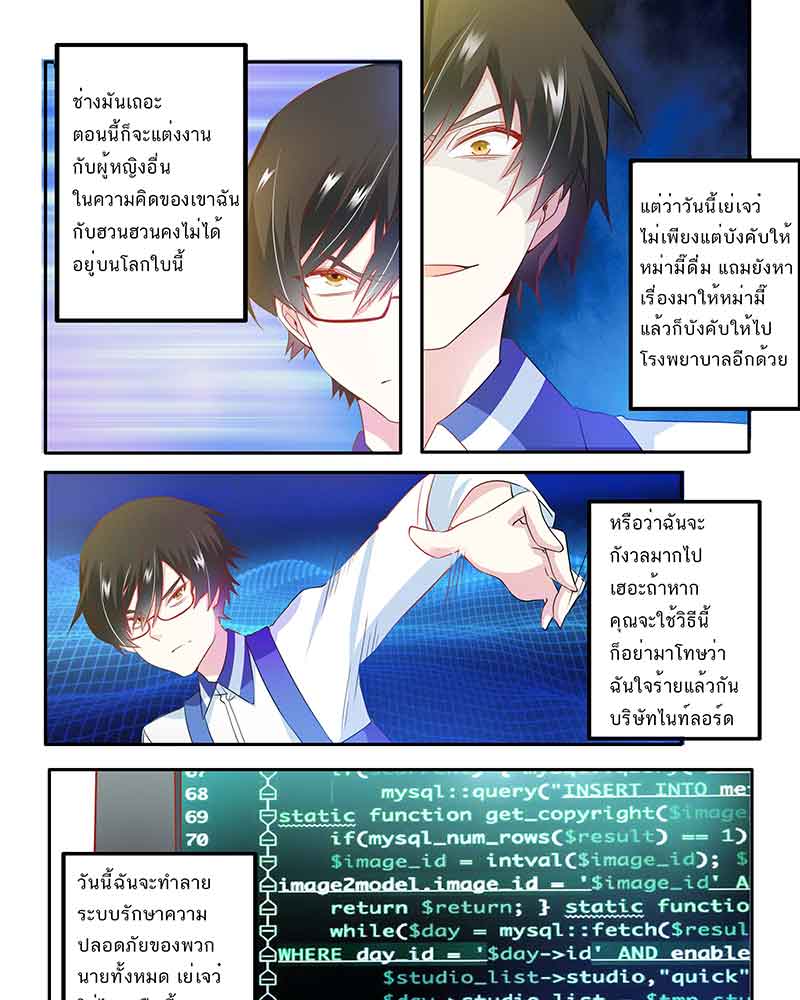 ช่างมันเถอะ
ตอนนี้ก็จะแต่งงาน
กับผู้หญิงอื่น
ในความคิดของเขาฉัน
กับฮวนฮวนคงไม่ได้
อยู่บนโลกใบนี้
แต่ว่าวันนี้เย่เจว๋
ไม่เพียงแต่บังคับให้
หม่ามี๊ดื่ม แถมยังหา
เรื่องมาให้หม่ามี๊
แล้วก็บังคับให้ไป
โรงพยาบาลอีกด้วย
หรือว่าฉันจะ
กังวลมากไป
เฮอะถ้าหาก
คุณจะใช้วิธีนี้
ก็อย่ามาโทษว่า
ฉันใจร้ายแล้วกัน
บริษัทไนท์ลอร์ด
68 mysql::query("INSERT INTO me
69 static function get_copyright($image
70 if(mysql_num_rows($result) == 1)
$image_id = intval($image_id); $
image2model.image_id = '$image_id' A
return $return; } static functio
while($day = mysql::fetch($resul
WHERE day_id = '$day->id' AND enable
$studio_list->studio,"quick"
วันนี้ฉันจะทำลาย
ระบบรักษาความ
ปลอดภัยของพวก
นายทั้งหมด เย่เจว๋